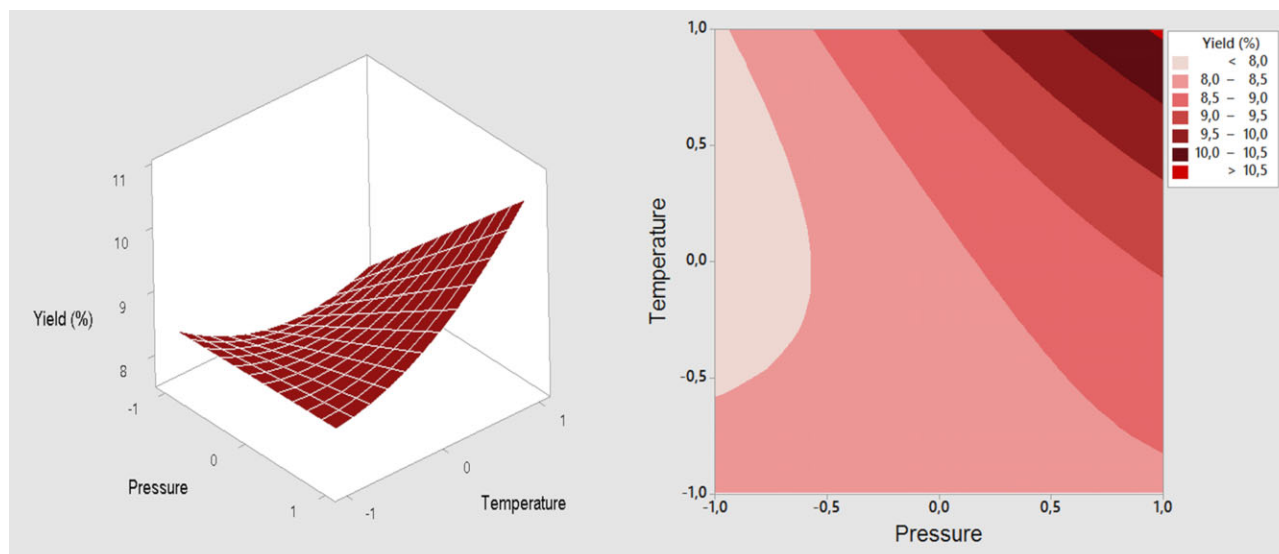 11
10
9
8
Yield (%)
-1
0
1
Pressure
-1
0
1
Temperature
1,0
0,5
0,0
-0,5
-1,0
Temperature
-1,0
-0,5
0,0
0,5
1,0
Pressure
Yield (%)
< 8,0
8,0 – 8,5
8,5 – 9,0
9,0 – 9,5
9,5 – 10,0
10,0 – 10,5
> 10,5